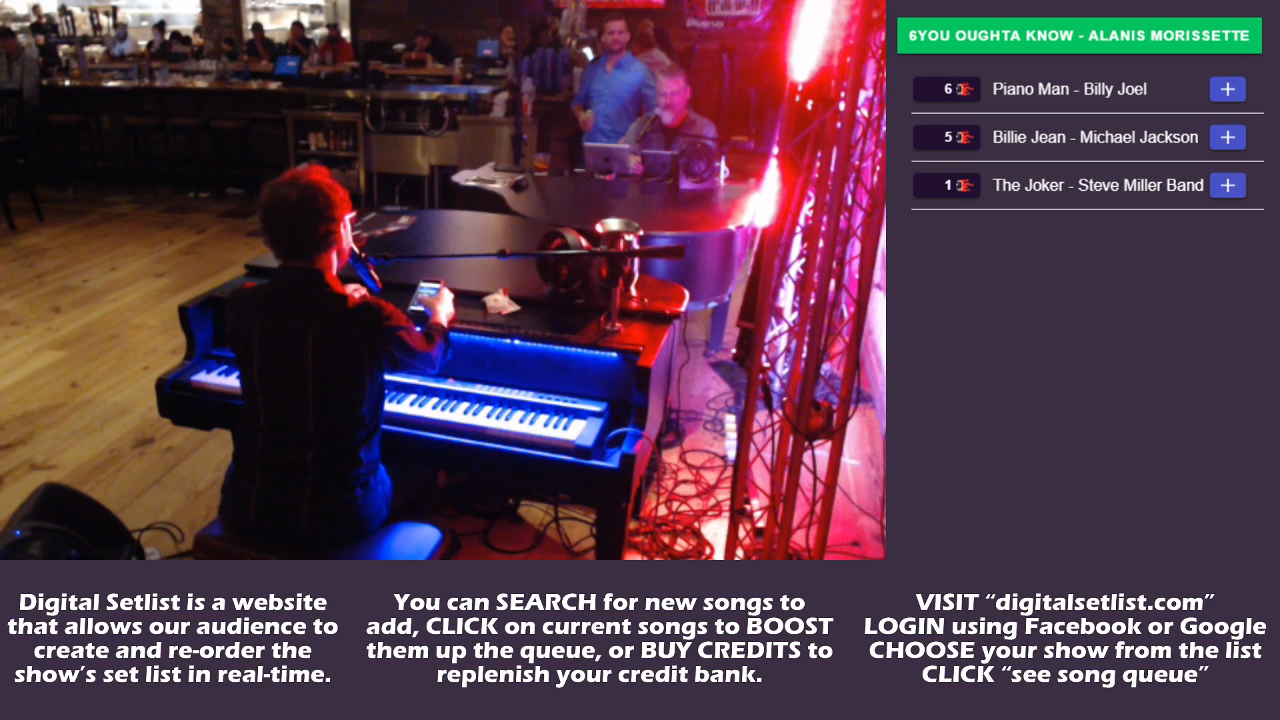 Piano
6YOU OUGHTA KNOW - ALANIS MORISSETTE
6 Piano Man - Billy Joel +
5 Billie Jean - Michael Jackson +
1 The Joker - Steve Miller Band +
Digital Setlist is a website
that allows our audience to
create and re-order the
show's set list in real-time.
You can SEARCH for new songs to
add, CLICK on current songs to BOOST
them up the queue, or BUY CREDITS to
replenish your credit bank.
VISIT “digitalsetlist.com”
LOGIN using Facebook or Google
CHOOSE your show from the list
CLICK “see song queue”